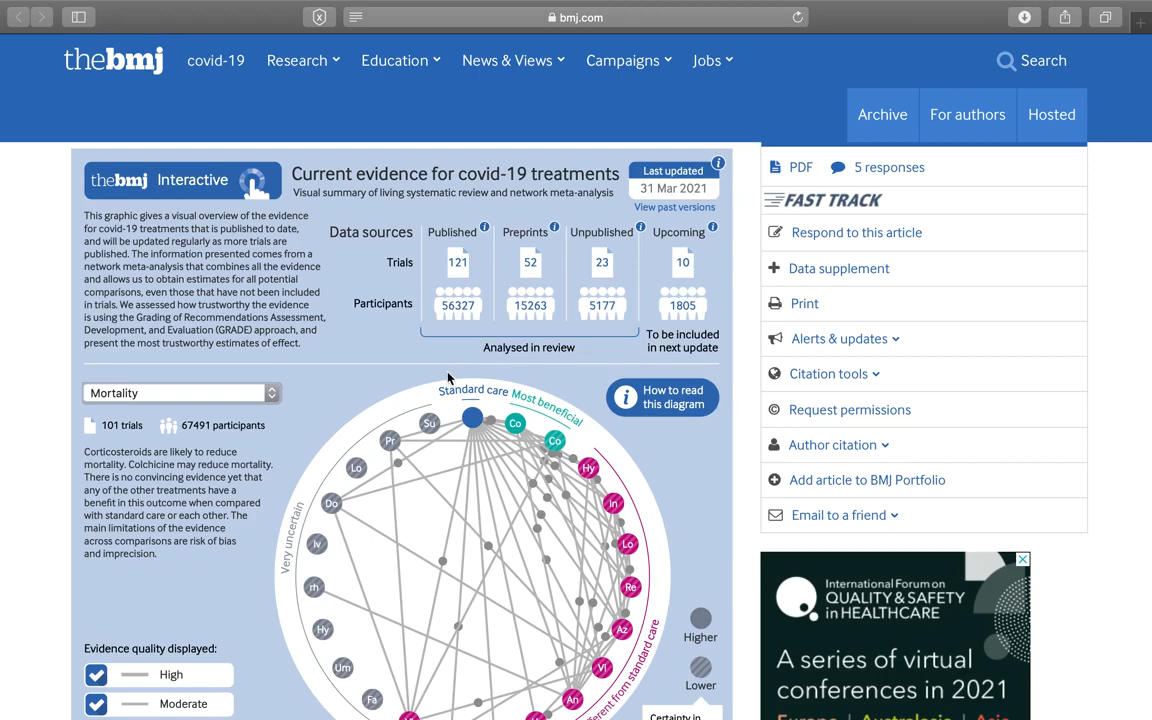 bmj.com
thebmj
covid-19 Research Education News & Views Campaigns Jobs
Search
Archive For authors Hosted
thebmj Interactive
Current evidence for covid-19 treatments
Visual summary of living systematic review and network meta-analysis
Last updated
31 Mar 2021
View past versions
This graphic gives a visual overview of the evidence
for covid-19 treatments that is published to date,
and will be updated regularly as more trials are
published. The information presented comes from a
network meta-analysis that combines all the evidence
and allows us to obtain estimates for all potential
comparisons, even those that have not been included
in trials. We assessed how trustworthy the evidence
is using the Grading of Recommendations Assessment,
Development, and Evaluation (GRADE) approach, and
present the most trustworthy estimates of effect.
Data sources Published Preprints Unpublished Upcoming
Trials 121 52 23 10
Participants 56327 15263 5177 1805
Analysed in review
To be included
in next update
Mortality
101 trials 67491 participants
Corticosteroids are likely to reduce
mortality. Colchicine may reduce mortality.
There is no convincing evidence yet that
any of the other treatments have a
benefit in this outcome when compared
with standard care or each other. The
main limitations of the evidence
across comparisons are risk of bias
and imprecision.
Evidence quality displayed:
High
Moderate
How to read
this diagram
Standard care
Most beneficial
Co
Co
Hy
In
Lo
Re
Az
Vi
An
ferent from standard care
Very uncertain
Su
Pr
Lo
Do
Iv
rh
Hy
Um
Fa
Higher
Lower
Certainty in
PDF 5 responses
FAST TRACK
Respond to this article
Data supplement
Print
Alerts & updates
Citation tools
Request permissions
Author citation
Add article to BMJ Portfolio
Email to a friend
International Forum on
QUALITY & SAFETY
in HEALTHCARE
A series of virtual
conferences in 2021
Europe | Australasia | Asia